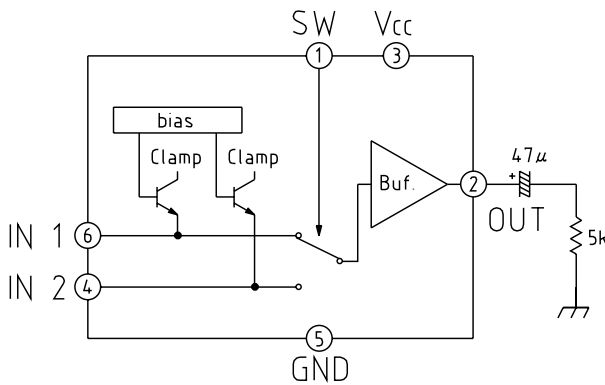 SW Vcc
1 3
bias
Clamp Clamp
47μ
+
Buf.
2
OUT
IN 1 6
5k
IN 2 4
5
GND